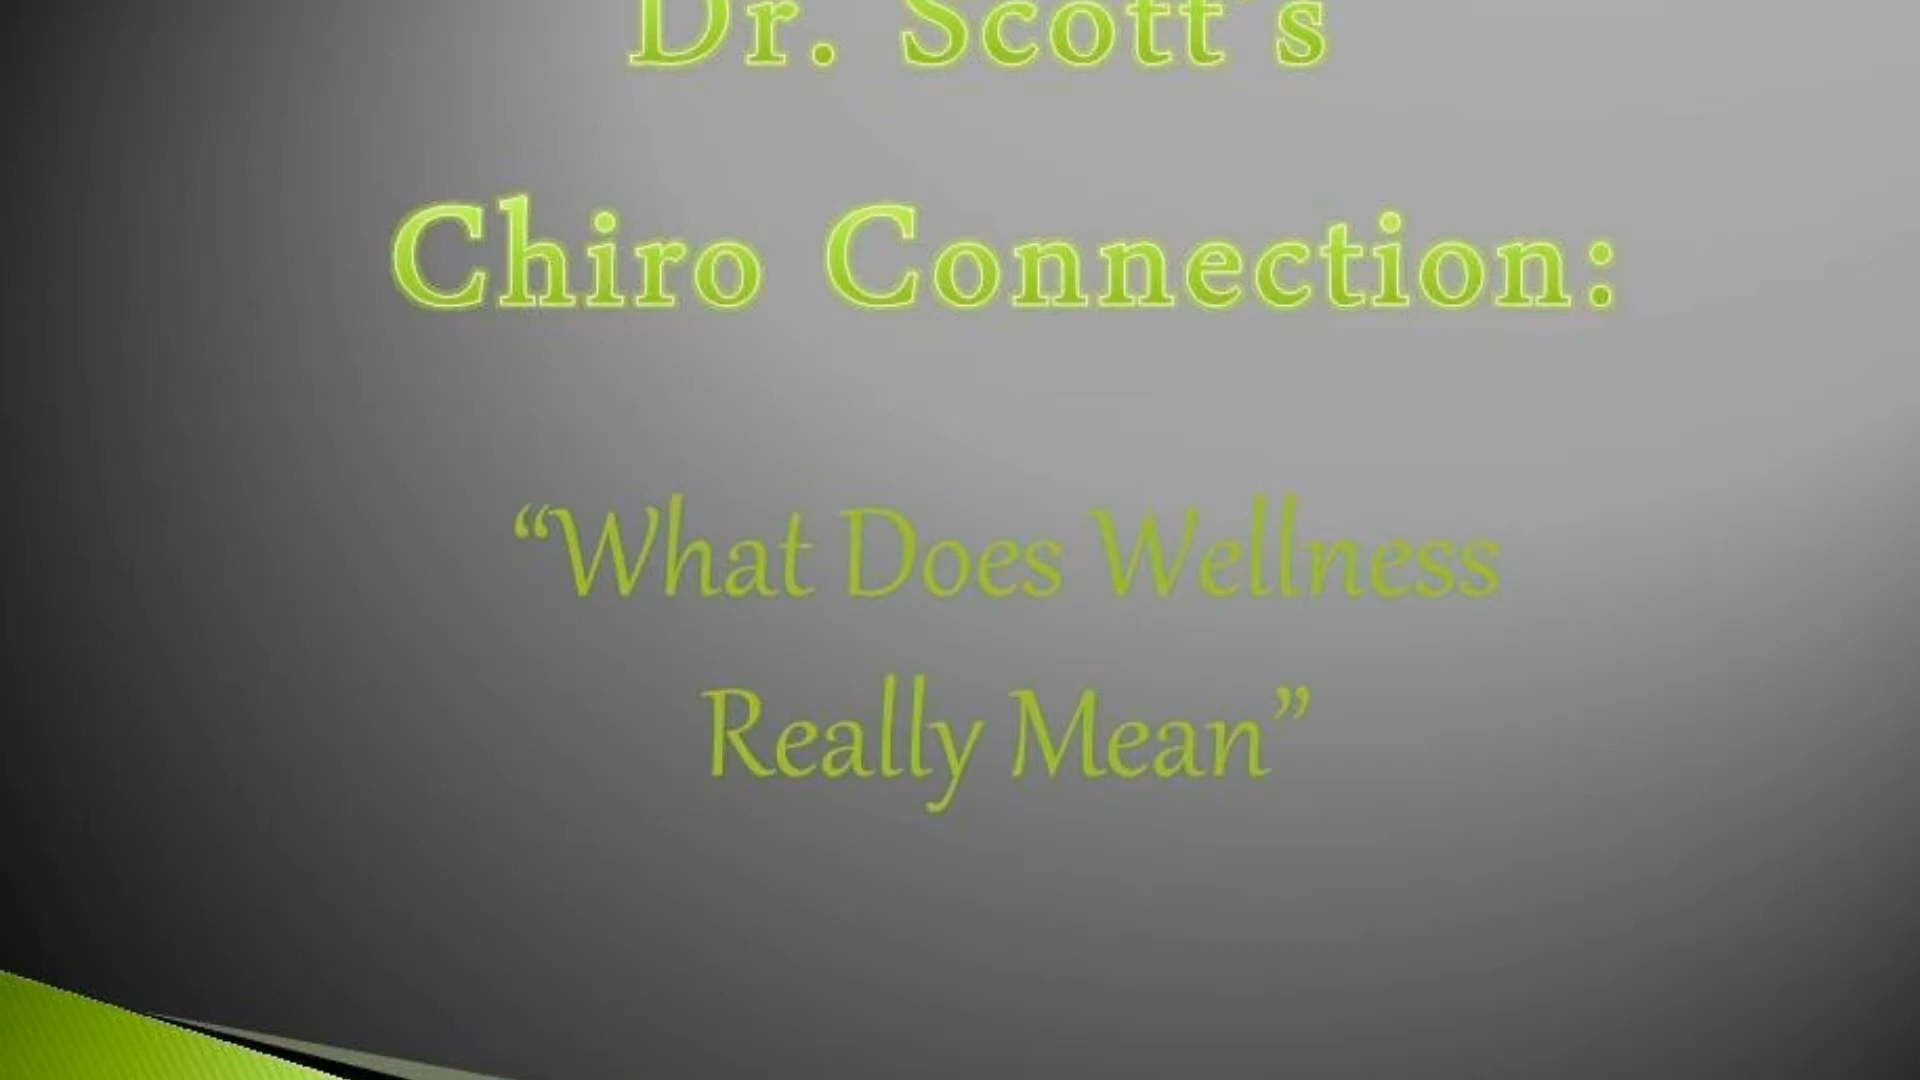 Dr. Scott's
Chiro Connection:
“What Does Wellness
Really Mean”